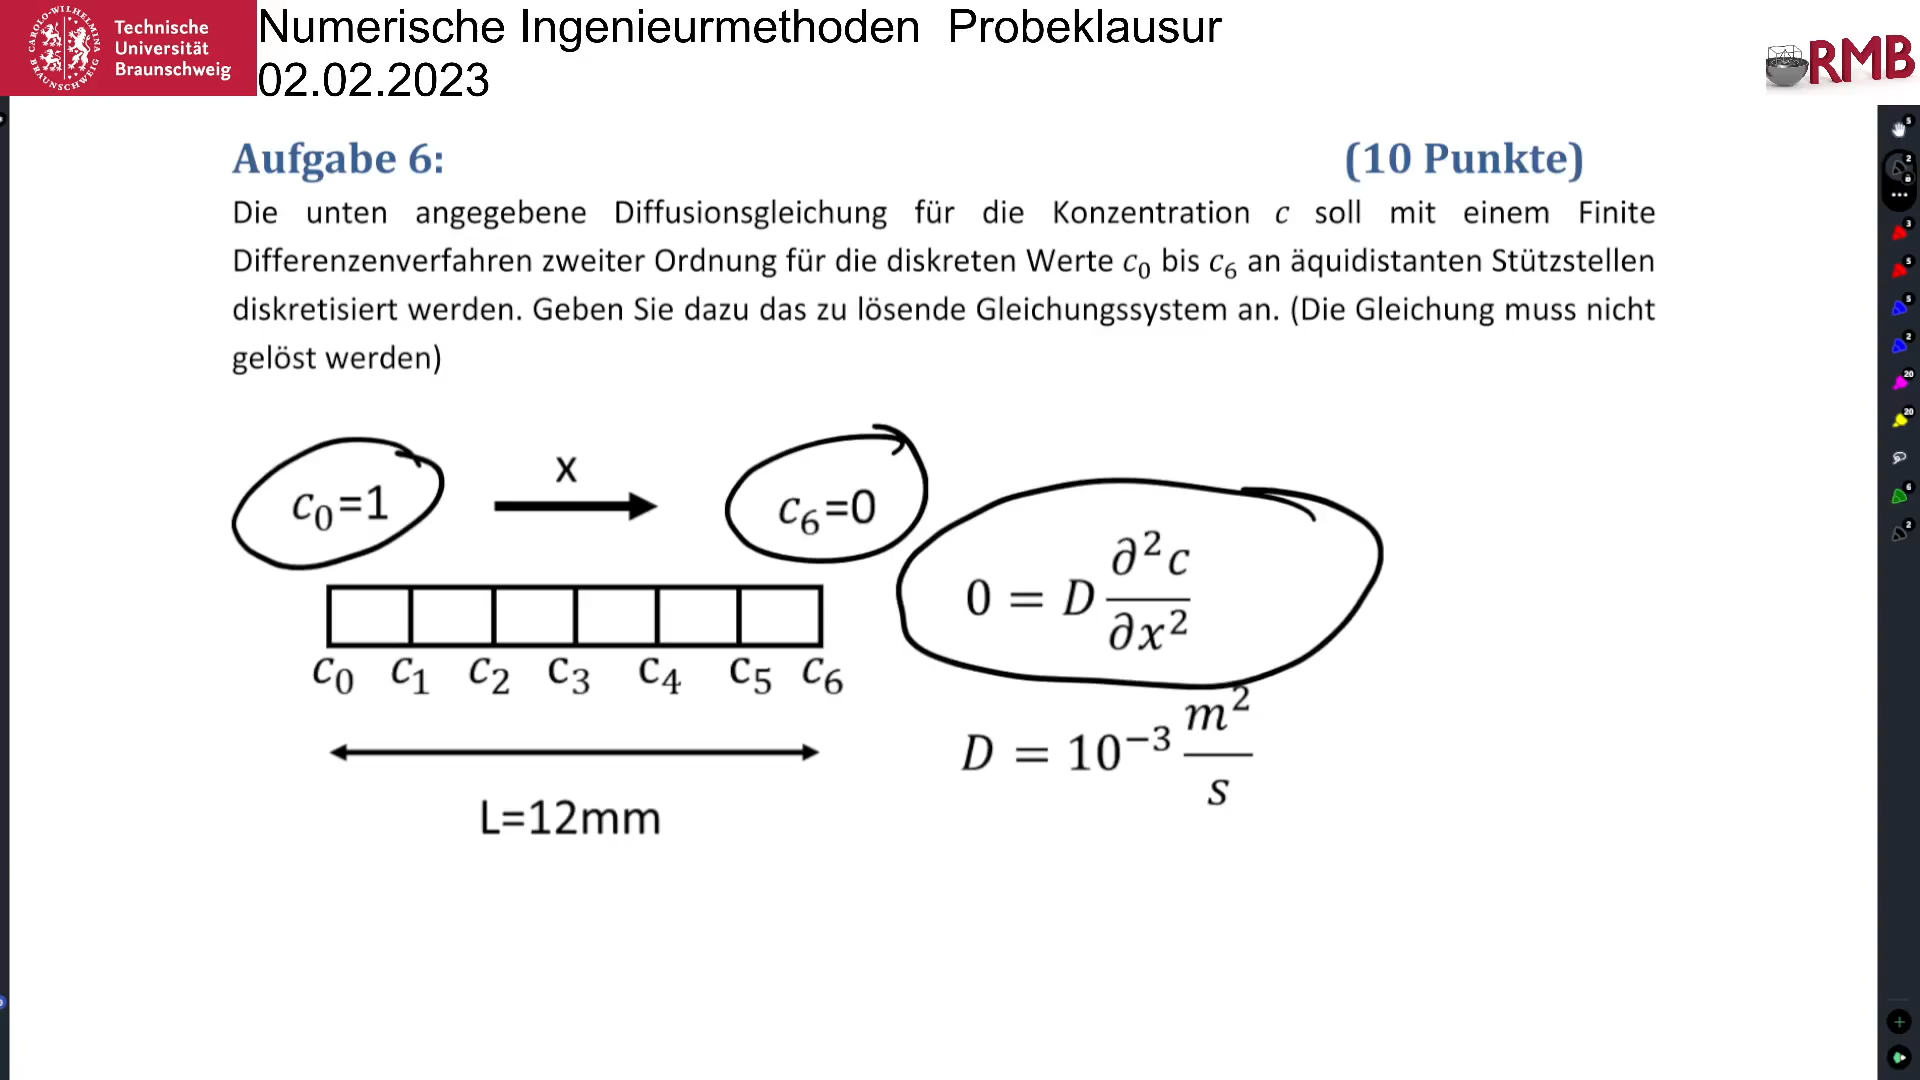 Technische
Universität
Braunschweig
Numerische Ingenieurmethoden Probeklausur
02.02.2023
RMB
Aufgabe 6: (10 Punkte)
Die unten angegebene Diffusionsgleichung für die Konzentration c soll mit einem Finite
Differenzenverfahren zweiter Ordnung für die diskreten Werte c₀ bis c₆ an äquidistanten Stützstellen
diskretisiert werden. Geben Sie dazu das zu lösende Gleichungssystem an. (Die Gleichung muss nicht
gelöst werden)
c₀=1
x
c₆=0
0 = D ∂²c/∂x²
c₀ c₁ c₂ c₃ c₄ c₅ c₆
D = 10⁻³ m²/s
L=12mm